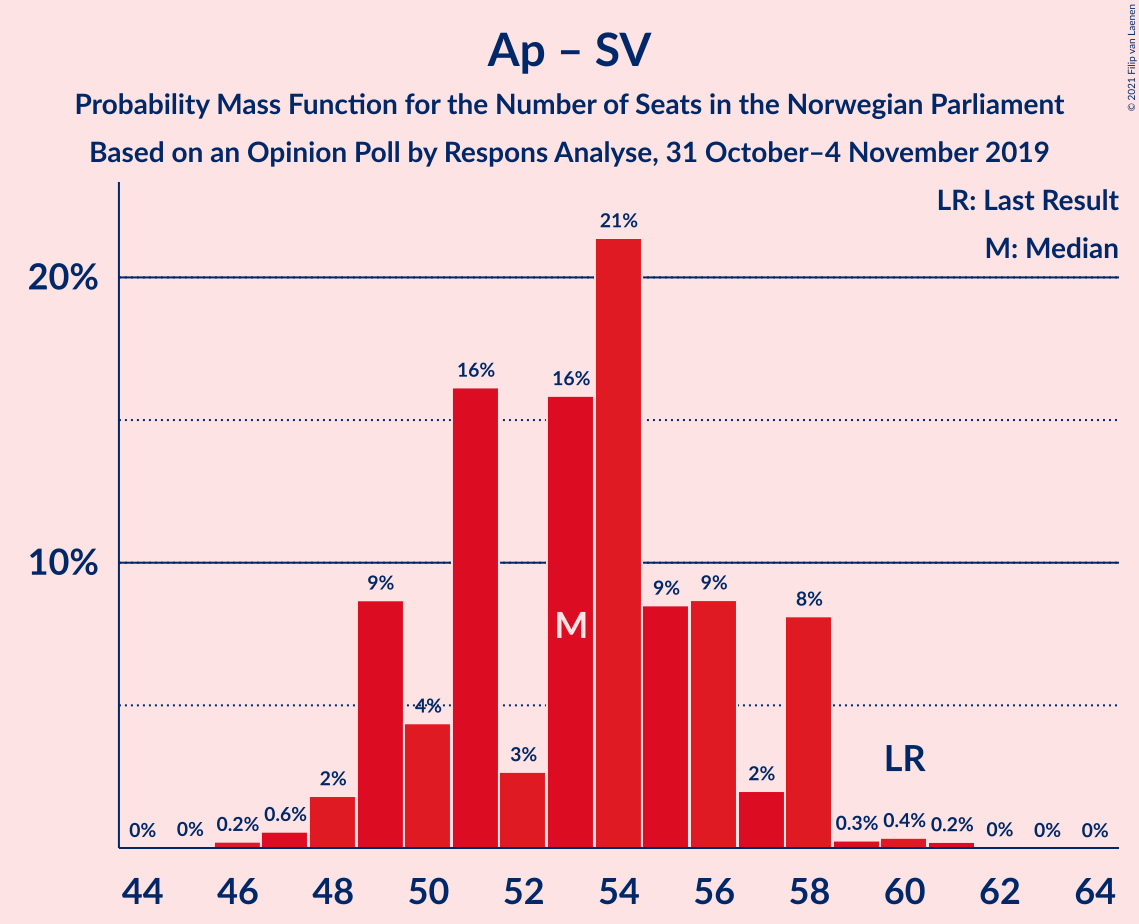 Ap – SV
Probability Mass Function for the Number of Seats in the Norwegian Parliament
Based on an Opinion Poll by Respons Analyse, 31 October–4 November 2019
© 2021 Filip van Laenen
LR: Last Result
M: Median
20%
10%
0%
0%
0.2%
0.6%
2%
9%
4%
16%
3%
16%
21%
9%
9%
2%
8%
0.3%
0.4%
0.2%
0%
0%
0%
M
LR
44 46 48 50 52 54 56 58 60 62 64